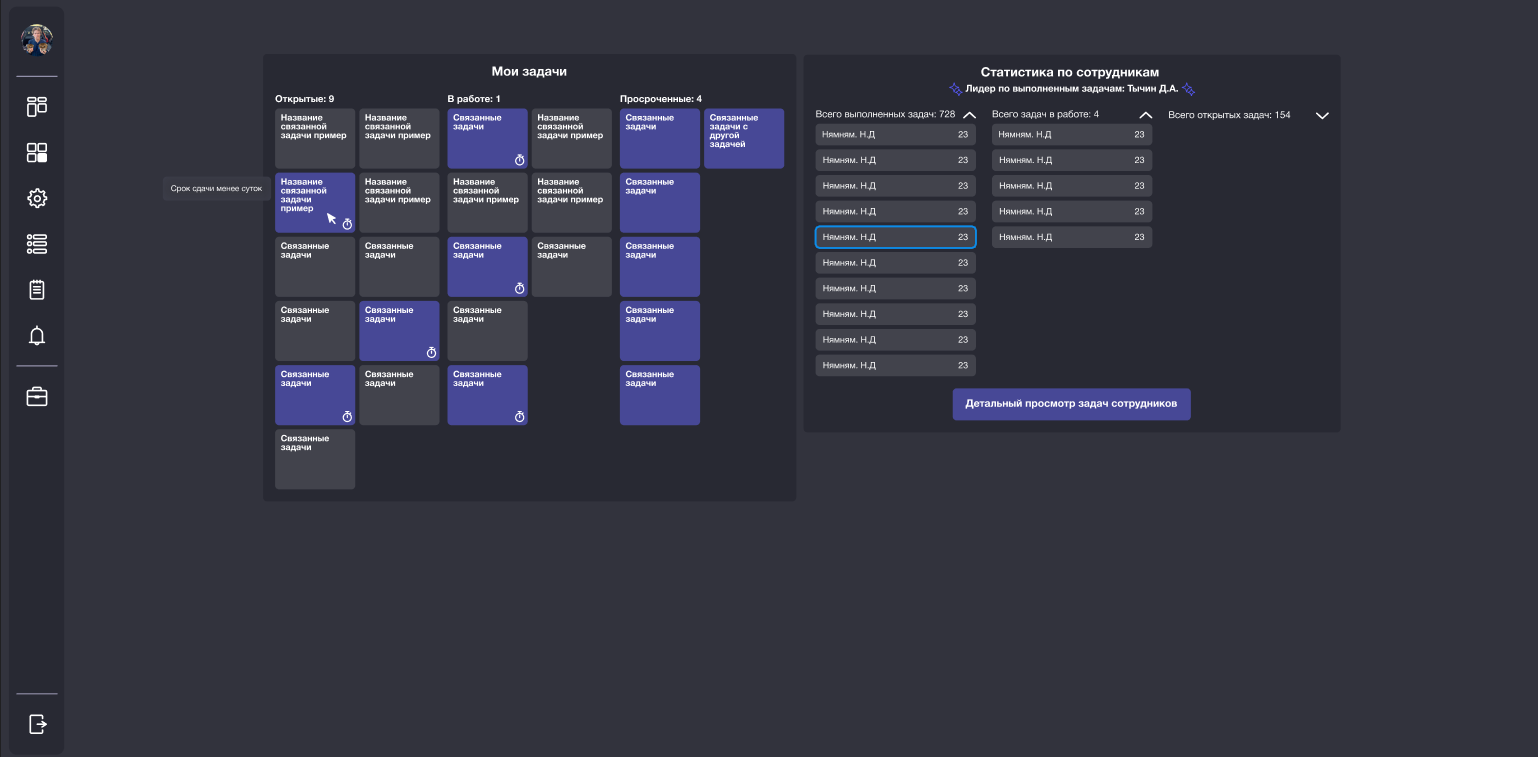 Мои задачи
Открытые: 9
Название
связанной
задачи пример
Название
связанной
задачи пример
Название
связанной
задачи
пример
Название
связанной
задачи пример
Связанные
задачи
Связанные
задачи
Связанные
задачи
Связанные
задачи
Связанные
задачи
Связанные
задачи
Связанные
задачи
Срок сдачи менее суток
В работе: 1
Связанные
задачи
Название
связанной
задачи пример
Название
связанной
задачи пример
Название
связанной
задачи пример
Связанные
задачи
Связанные
задачи
Связанные
задачи
Связанные
задачи
Просроченные: 4
Связанные
задачи
Связанные
задачи с
другой
задачей
Связанные
задачи
Связанные
задачи
Связанные
задачи
Связанные
задачи
Статистика по сотрудникам
Лидер по выполненным задачам: Тычин Д.А.
Всего выполненных задач: 728
Нямням. Н.Д 23
Нямням. Н.Д 23
Нямням. Н.Д 23
Нямням. Н.Д 23
Нямням. Н.Д 23
Нямням. Н.Д 23
Нямням. Н.Д 23
Нямням. Н.Д 23
Нямням. Н.Д 23
Нямням. Н.Д 23
Всего задач в работе: 4
Нямням. Н.Д 23
Нямням. Н.Д 23
Нямням. Н.Д 23
Нямням. Н.Д 23
Нямням. Н.Д 23
Всего открытых задач: 154
Детальный просмотр задач сотрудников